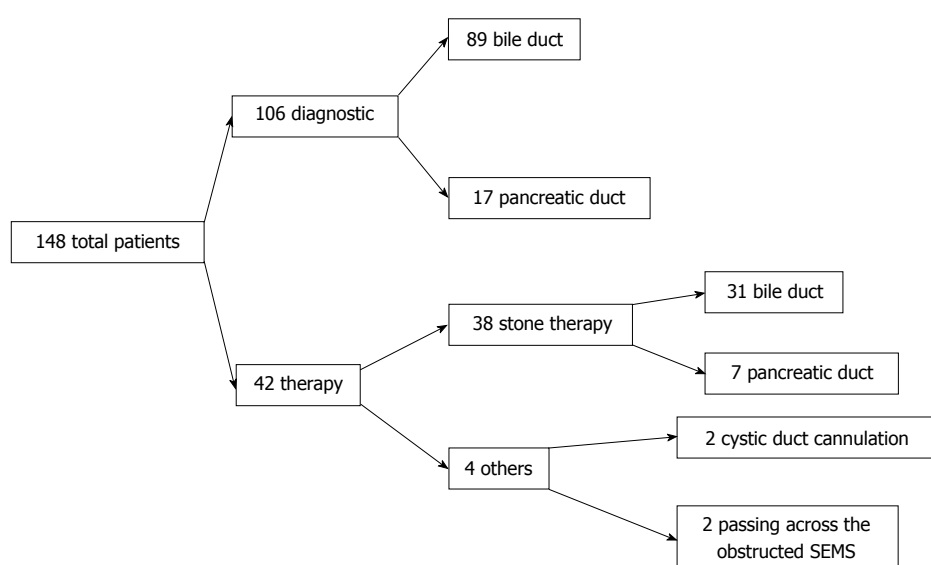 89 bile duct
106 diagnostic
17 pancreatic duct
148 total patients
31 bile duct
38 stone therapy
7 pancreatic duct
42 therapy
2 cystic duct cannulation
4 others
2 passing across the
obstructed SEMS